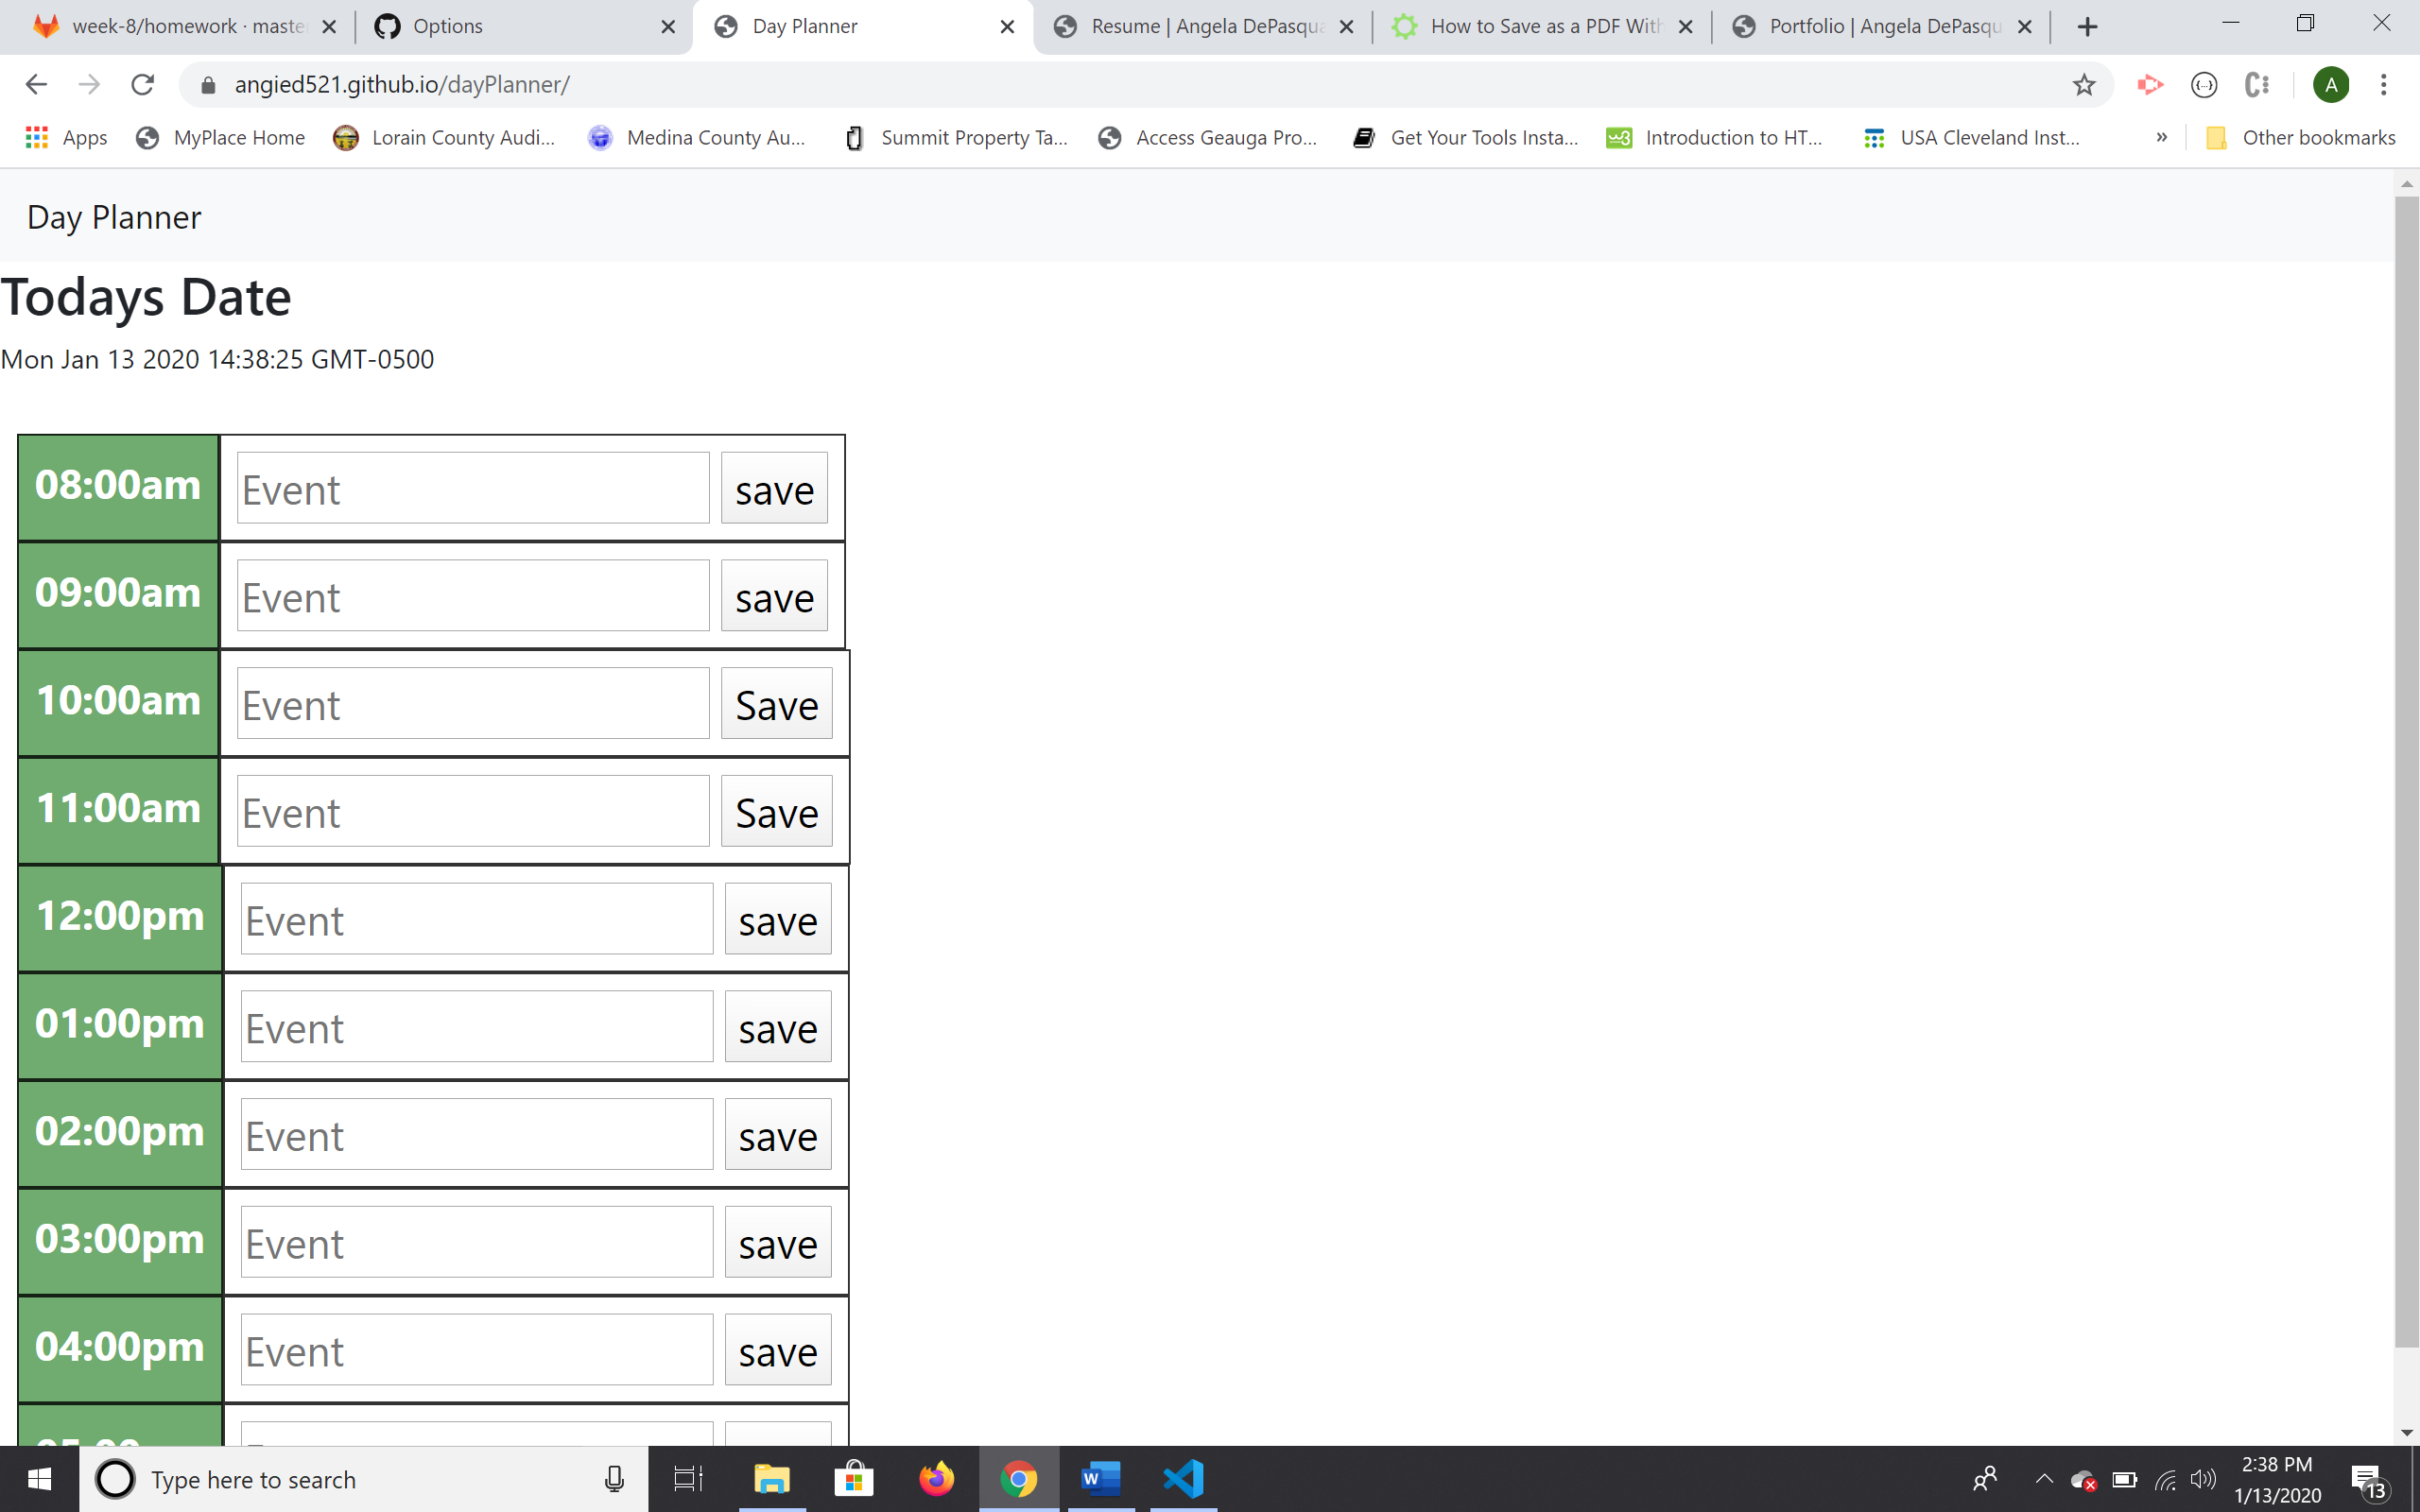 week-8/homework · maste
Options
Day Planner
Resume | Angela DePasqua
How to Save as a PDF With
Portfolio | Angela DePasqu
angied521.github.io/dayPlanner/
A
Apps
MyPlace Home
Lorain County Audi...
Medina County Au...
Summit Property Ta...
Access Geauga Pro...
Get Your Tools Insta...
Introduction to HT...
USA Cleveland Inst...
»
Other bookmarks
Day Planner
Todays Date
Mon Jan 13 2020 14:38:25 GMT-0500
08:00am Event save
09:00am Event save
10:00am Event Save
11:00am Event Save
12:00pm Event save
01:00pm Event save
02:00pm Event save
03:00pm Event save
04:00pm Event save
Type here to search
2:38 PM
1/13/2020
13